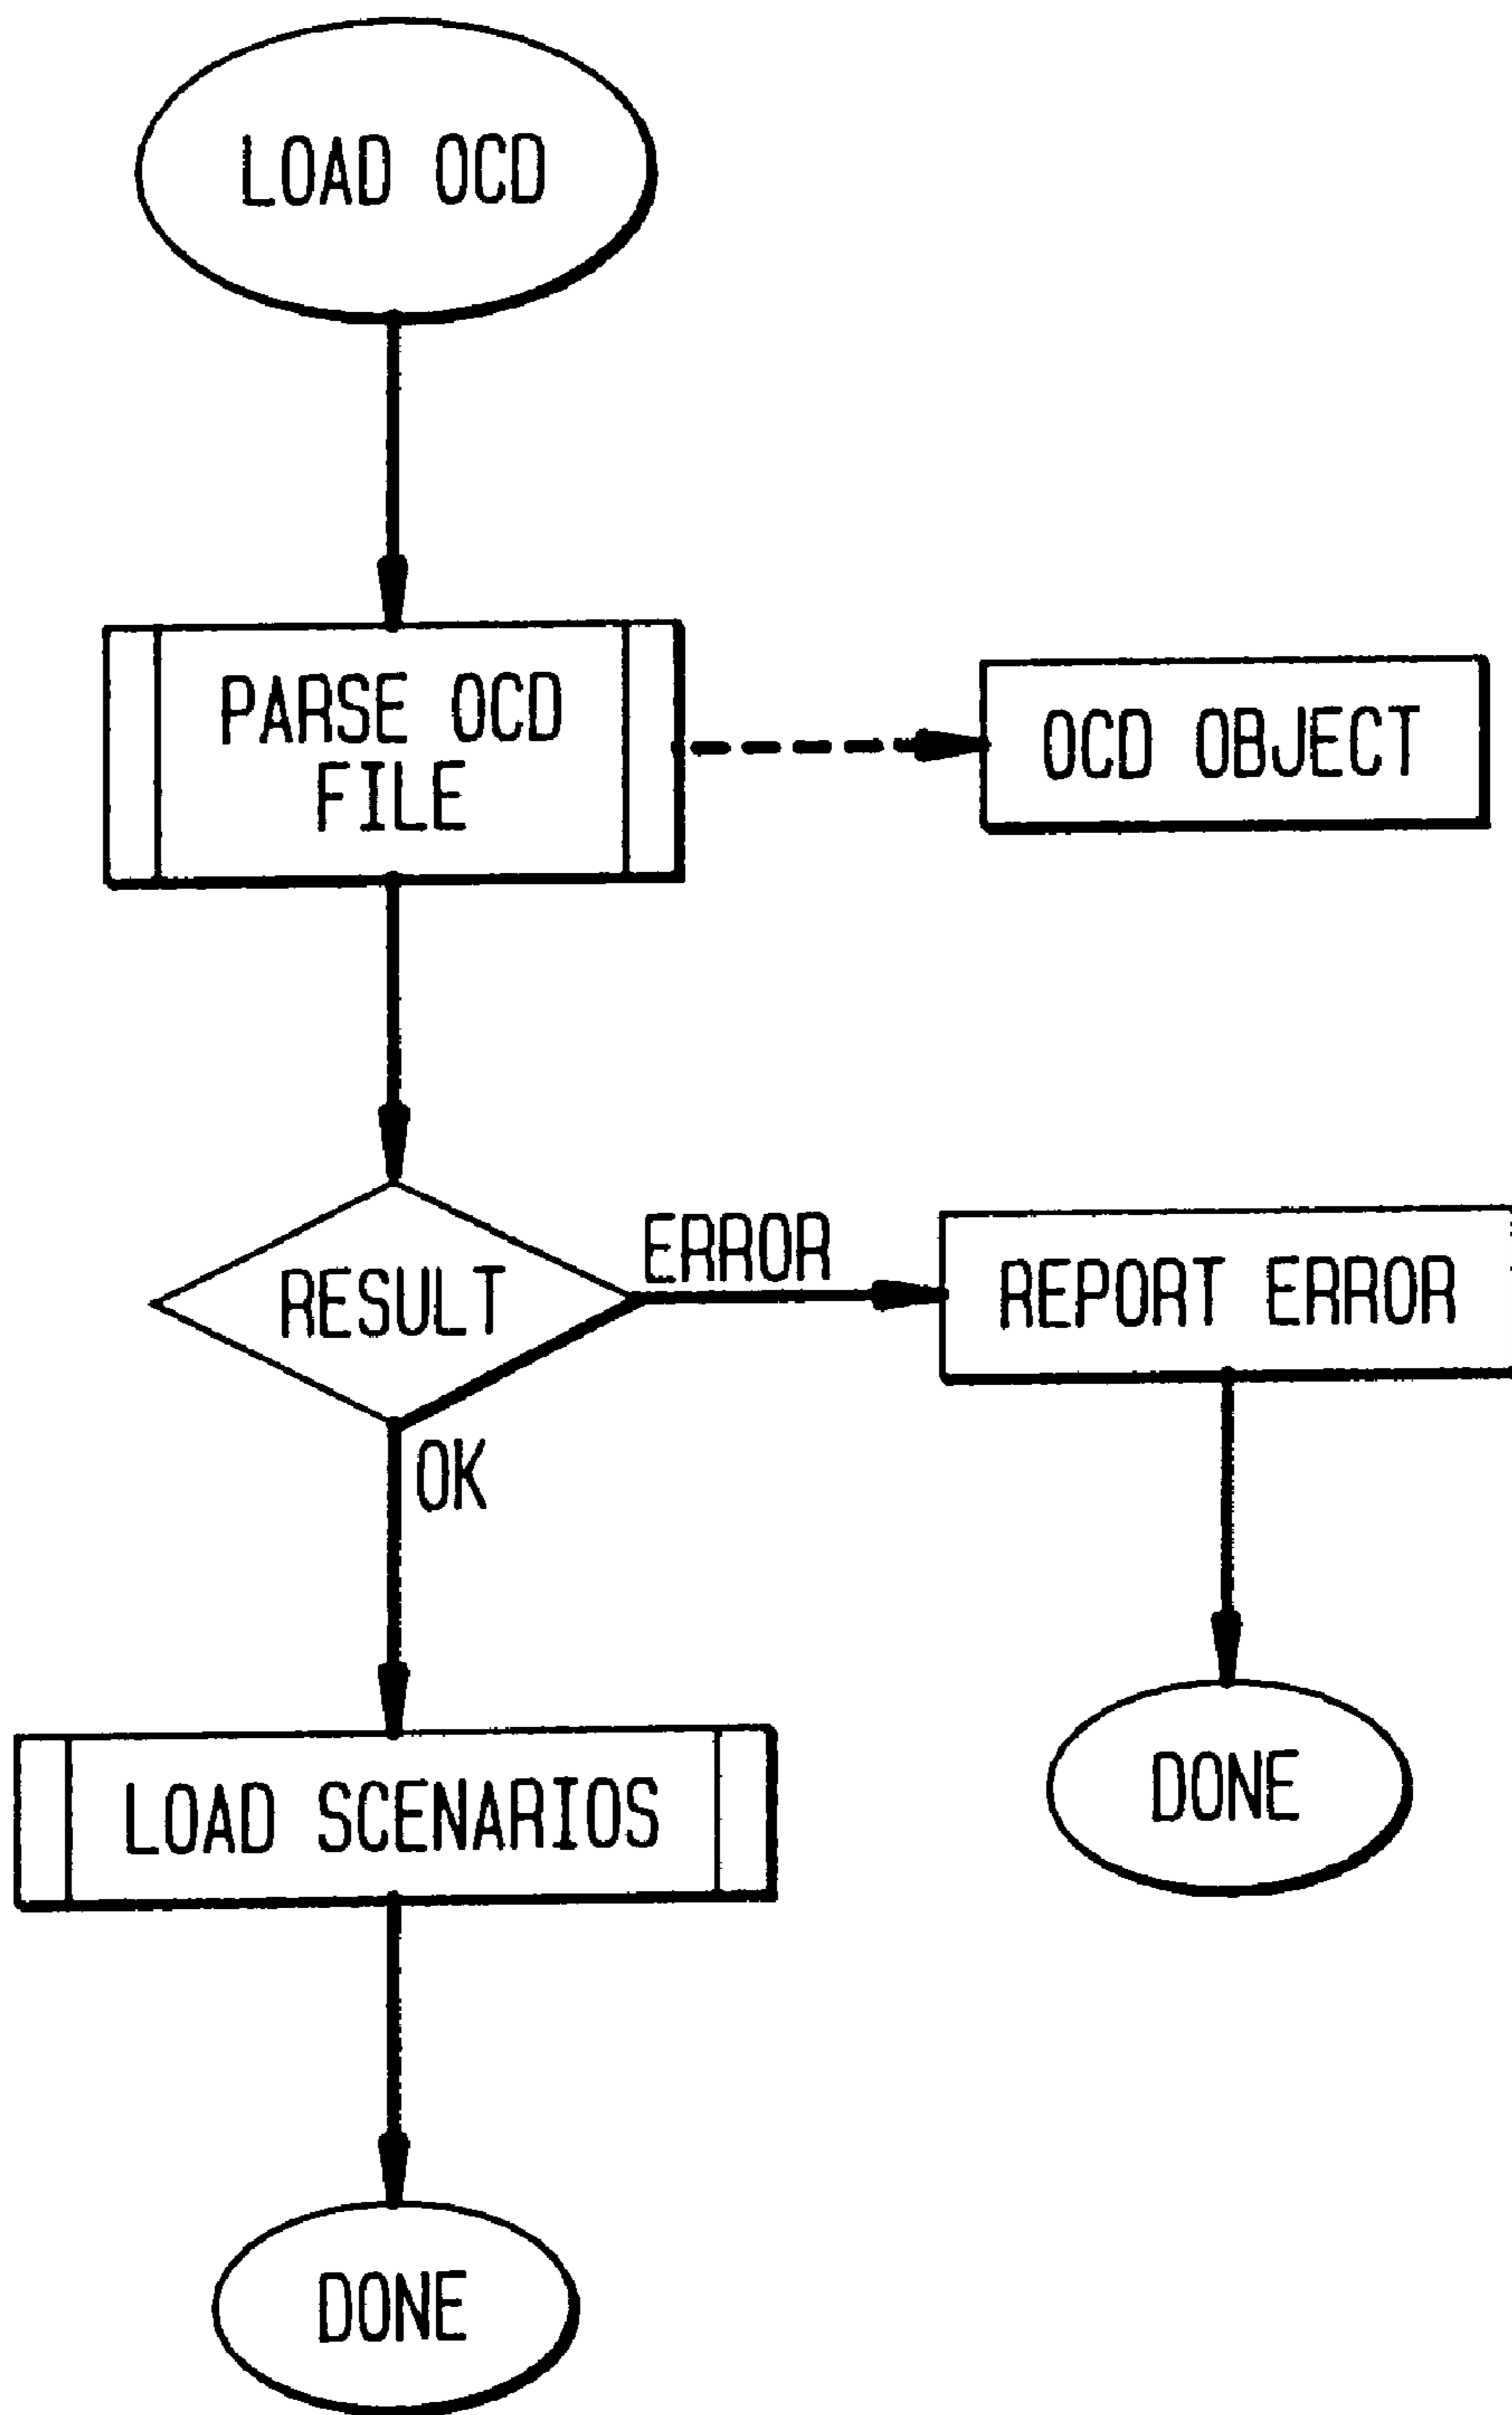 LOAD OCD
PARSE OCD
FILE
OCD OBJECT
RESULT
ERROR
REPORT ERROR
OK
LOAD SCENARIOS
DONE
DONE